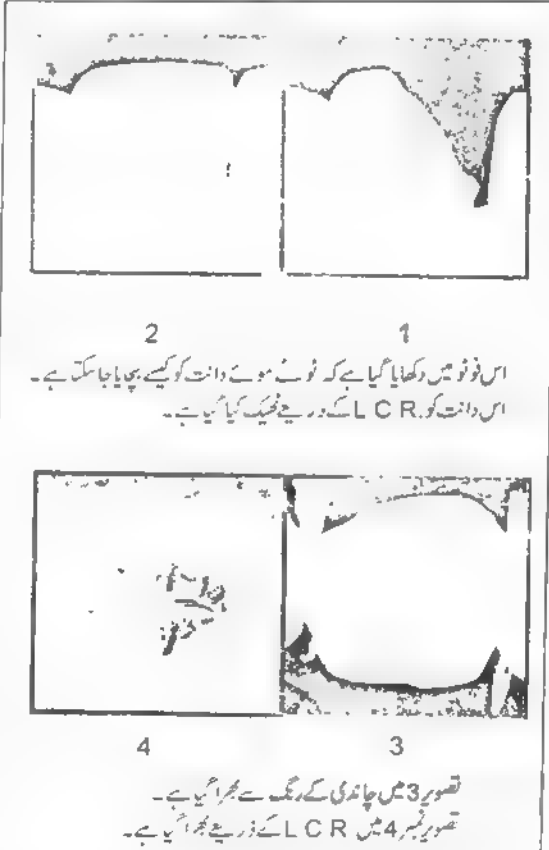 2 1
اس فوٹو میں دکھایا گیا ہے کہ ٹوٹے ہوئے دانت کو کیسے بچایا جا سکتا ہے۔
اس دانت کو L C R کے ذریعے ٹھیک کیا گیا ہے۔
4 3
تصویر 3 میں چاندی کے رنگ سے بھرا گیا ہے۔
تصویر نمبر 4 میں L C R کے ذریعے بھرا گیا ہے۔